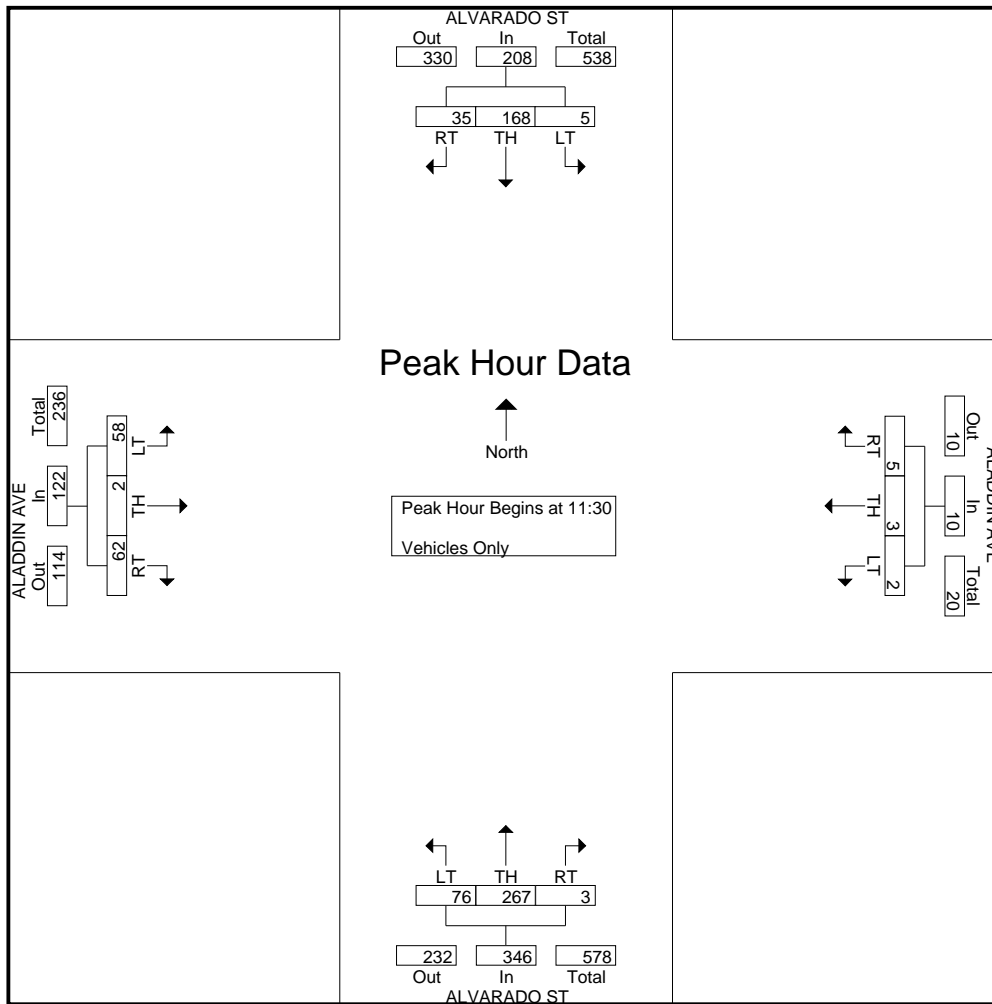 ALVARADO ST
Out In Total
330 208 538
35 168 5
RT TH LT
Peak Hour Data
North
Peak Hour Begins at 11:30
Vehicles Only
ALADDIN AVE
Out In Total
114 122 236
62 2 58
RT TH LT
ALADDIN AVE
Out In Total
10 10 20
5 3 2
RT TH LT
LT TH RT
76 267 3
232 346 578
Out In Total
ALVARADO ST